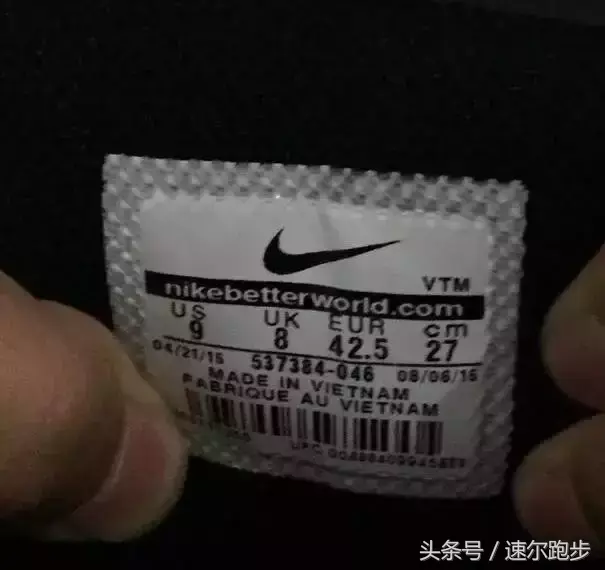 VTM
nikebetterworld.com
US UK EUR cm
9 8 42.5 27
04/21/15 537384-046 08/06/15
MADE IN VIETNAM
FABRIQUE AU VIETNAM
UPC
头条号 / 速尔跑步